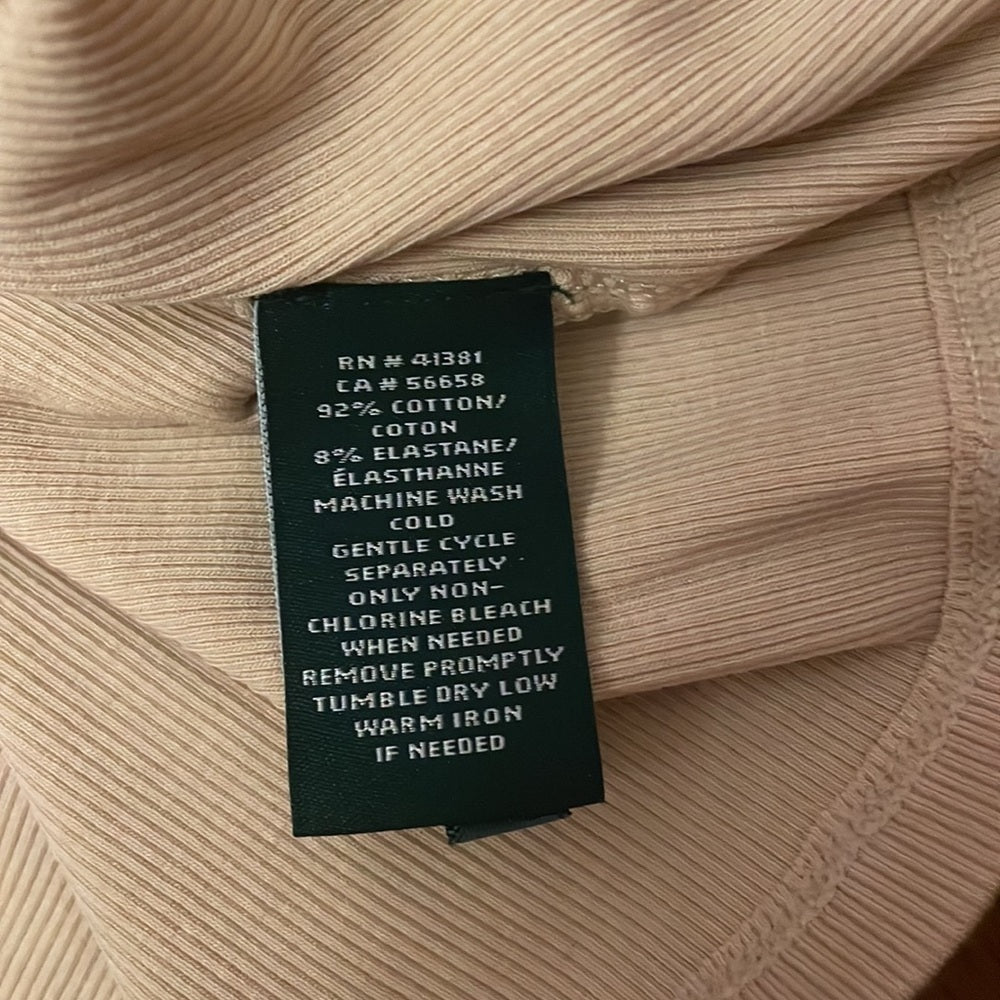 RN # 41381
CA # 56658
92% COTTON/
COTON
8% ELASTANE/
ÉLASTHANNE
MACHINE WASH
COLD
GENTLE CYCLE
SEPARATELY
ONLY NON-
CHLORINE BLEACH
WHEN NEEDED
REMOVE PROMPTLY
TUMBLE DRY LOW
WARM IRON
IF NEEDED